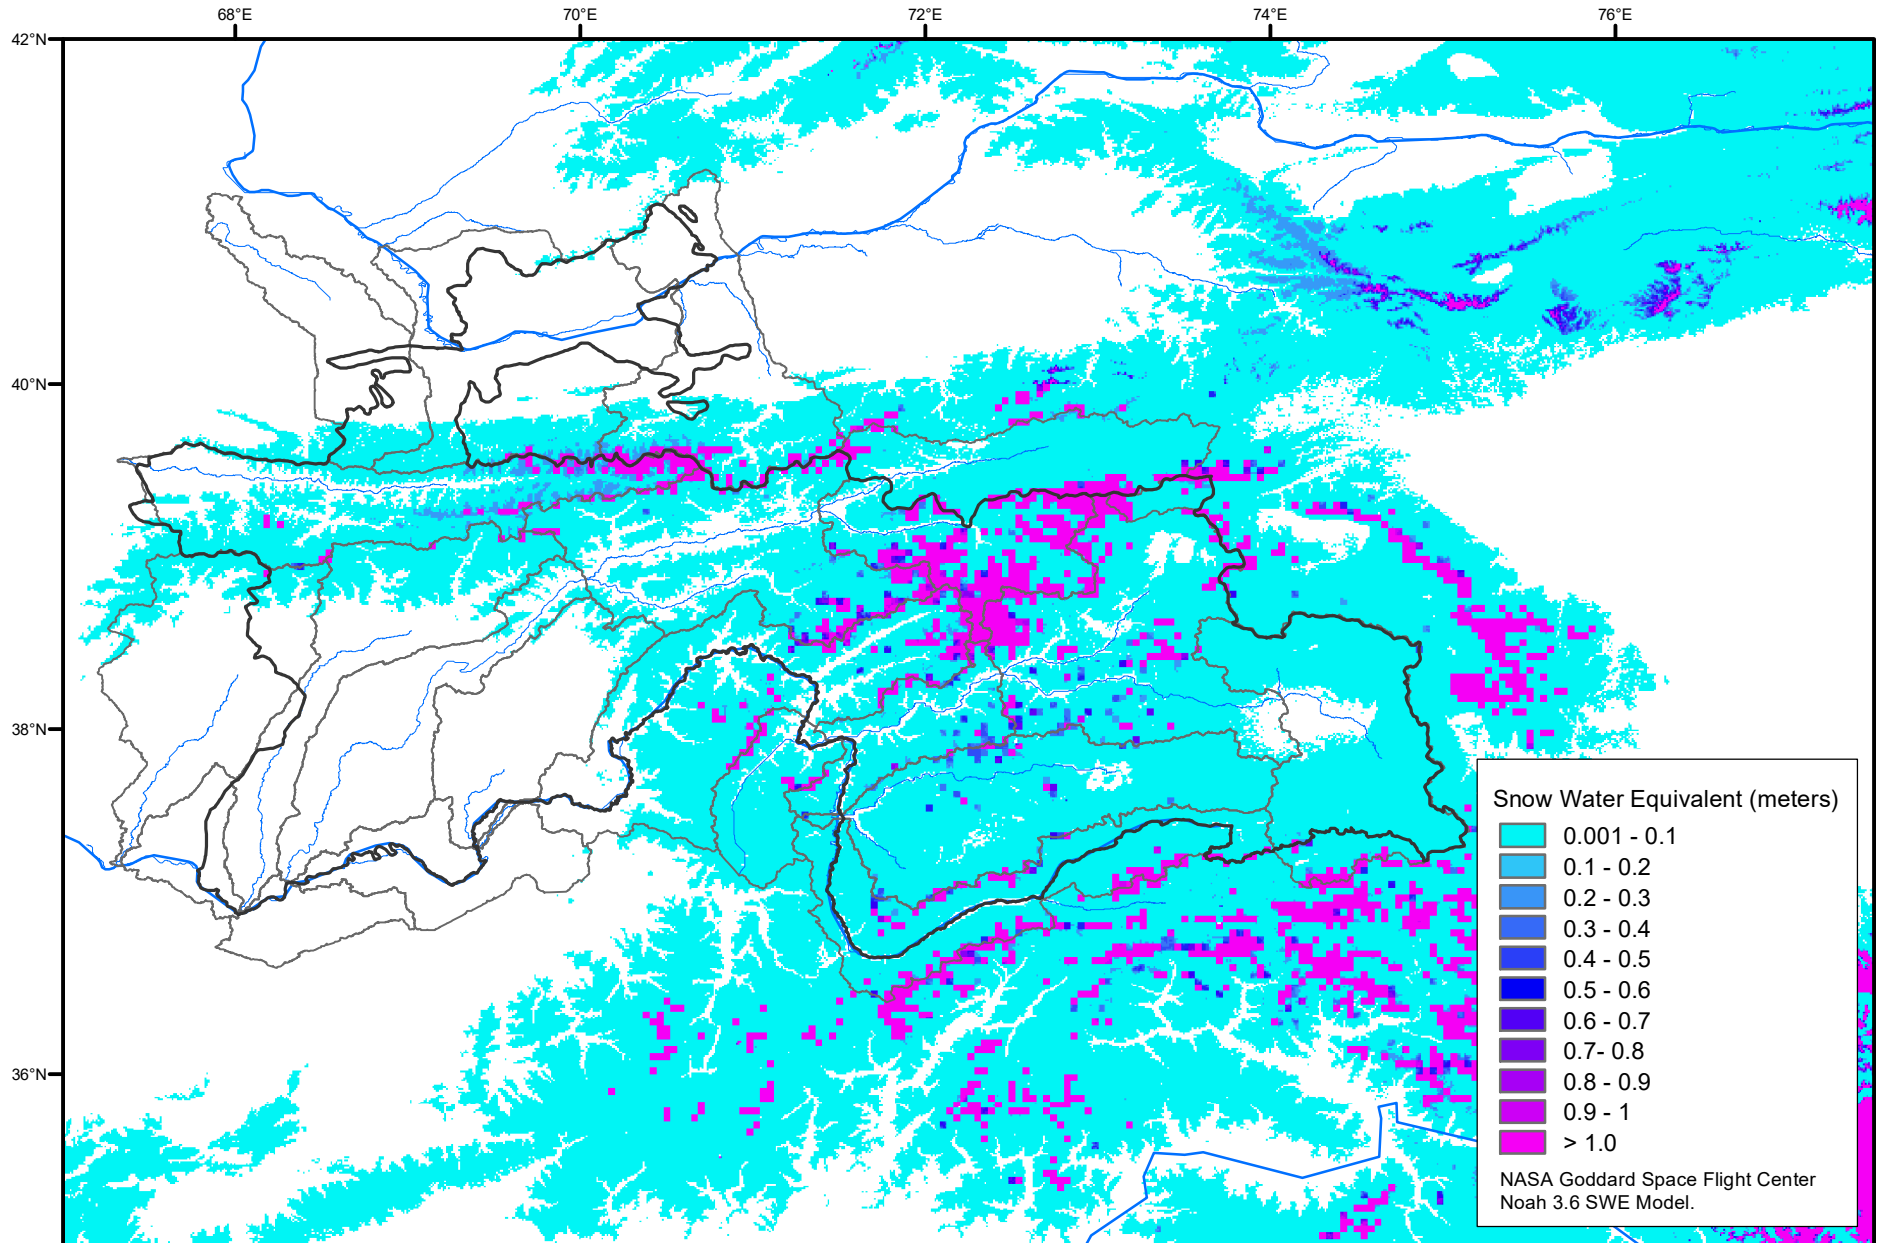 68°E
70°E
72°E
74°E
76°E
42°N
40°N
38°N
36°N
Snow Water Equivalent (meters)
0.001 - 0.1
0.1 - 0.2
0.2 - 0.3
0.3 - 0.4
0.4 - 0.5
0.5 - 0.6
0.6 - 0.7
0.7- 0.8
0.8 - 0.9
0.9 - 1
> 1.0
NASA Goddard Space Flight Center
Noah 3.6 SWE Model.